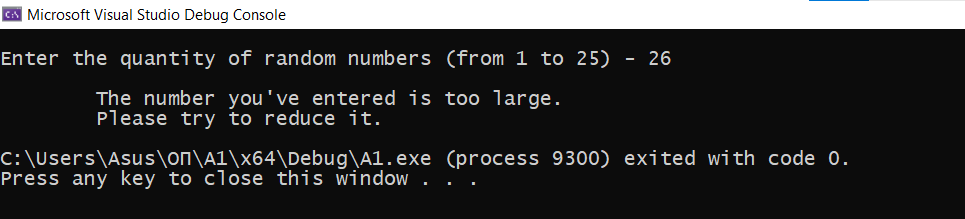 Microsoft Visual Studio Debug Console
Enter the quantity of random numbers (from 1 to 25) - 26
The number you've entered is too large.
Please try to reduce it.
C:\Users\Asus\ОП\A1\x64\Debug\A1.exe (process 9300) exited with code 0.
Press any key to close this window . . .